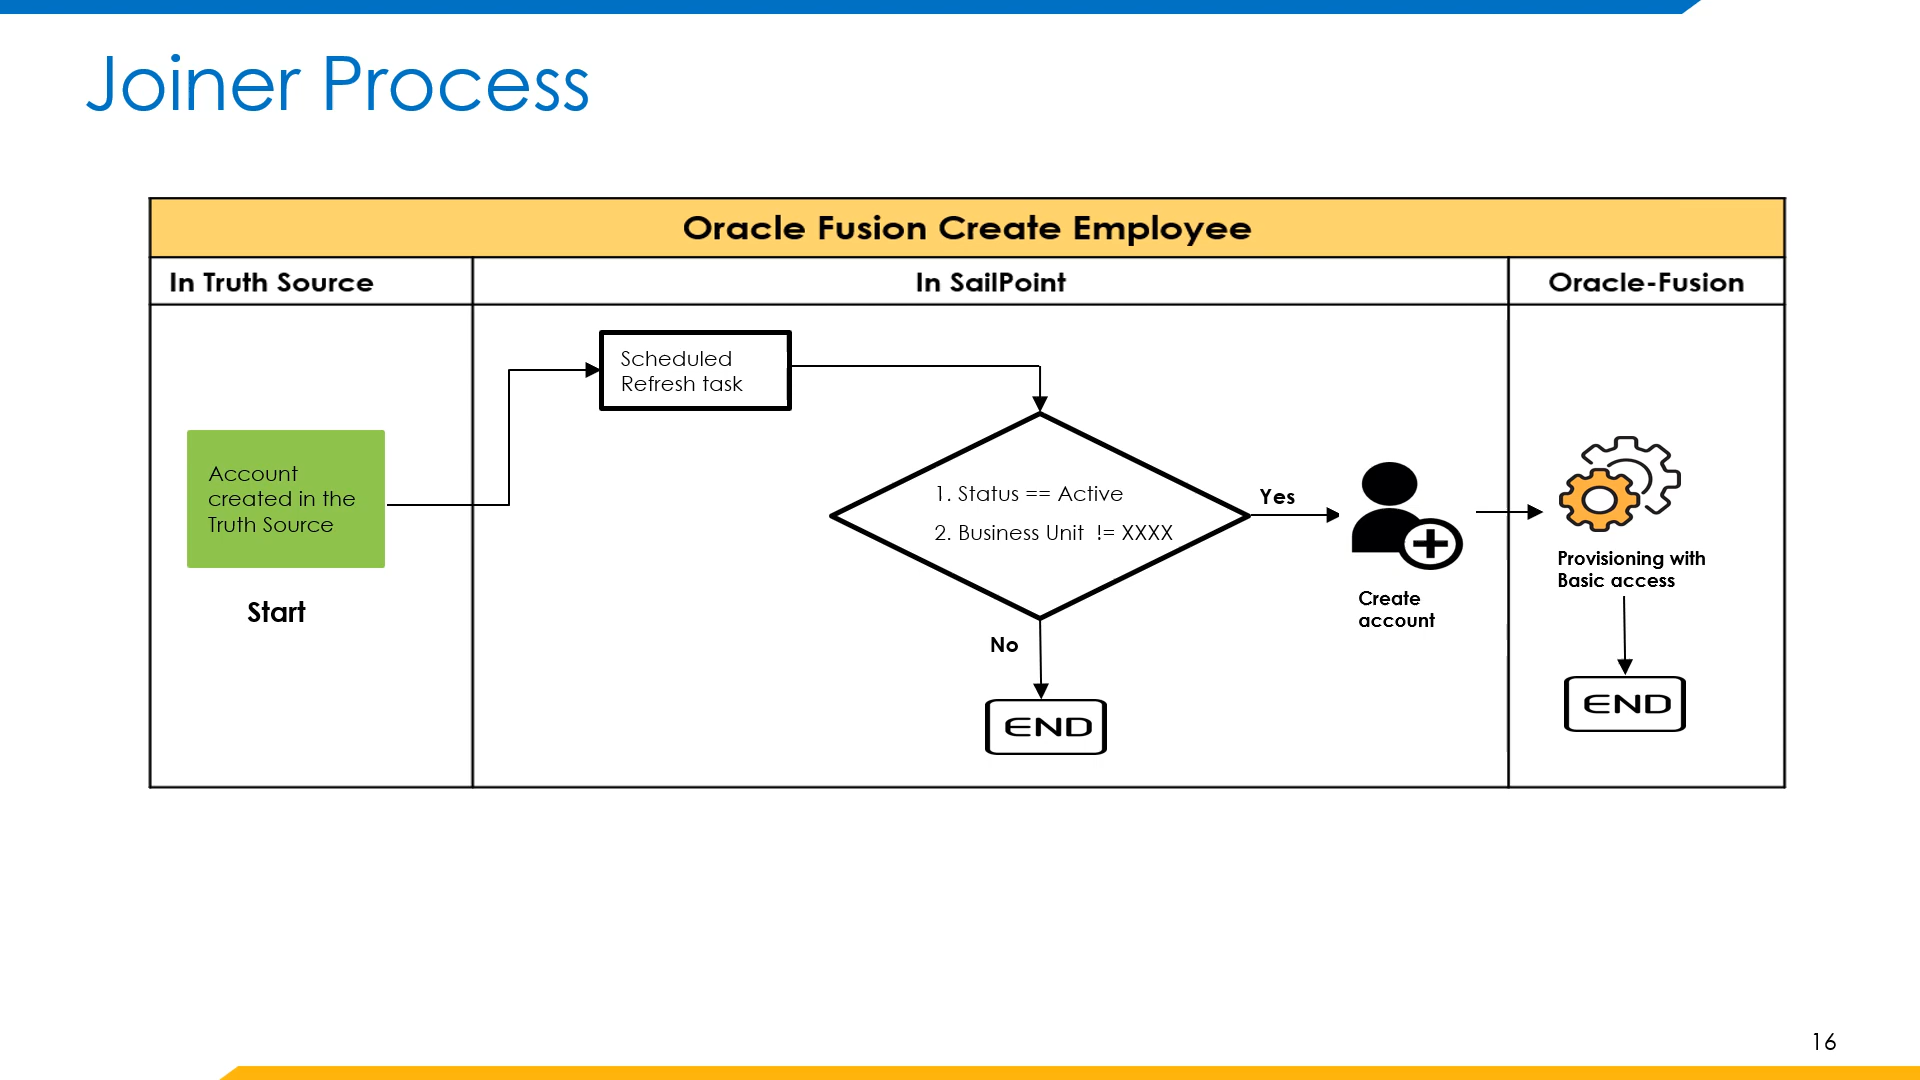 Joiner Process
Oracle Fusion Create Employee
In Truth Source
In SailPoint
Oracle-Fusion
Account
created in the
Truth Source
Start
Scheduled
Refresh task
1. Status == Active
2. Business Unit != XXXX
Yes
No
END
Create
account
Provisioning with
Basic access
END
16